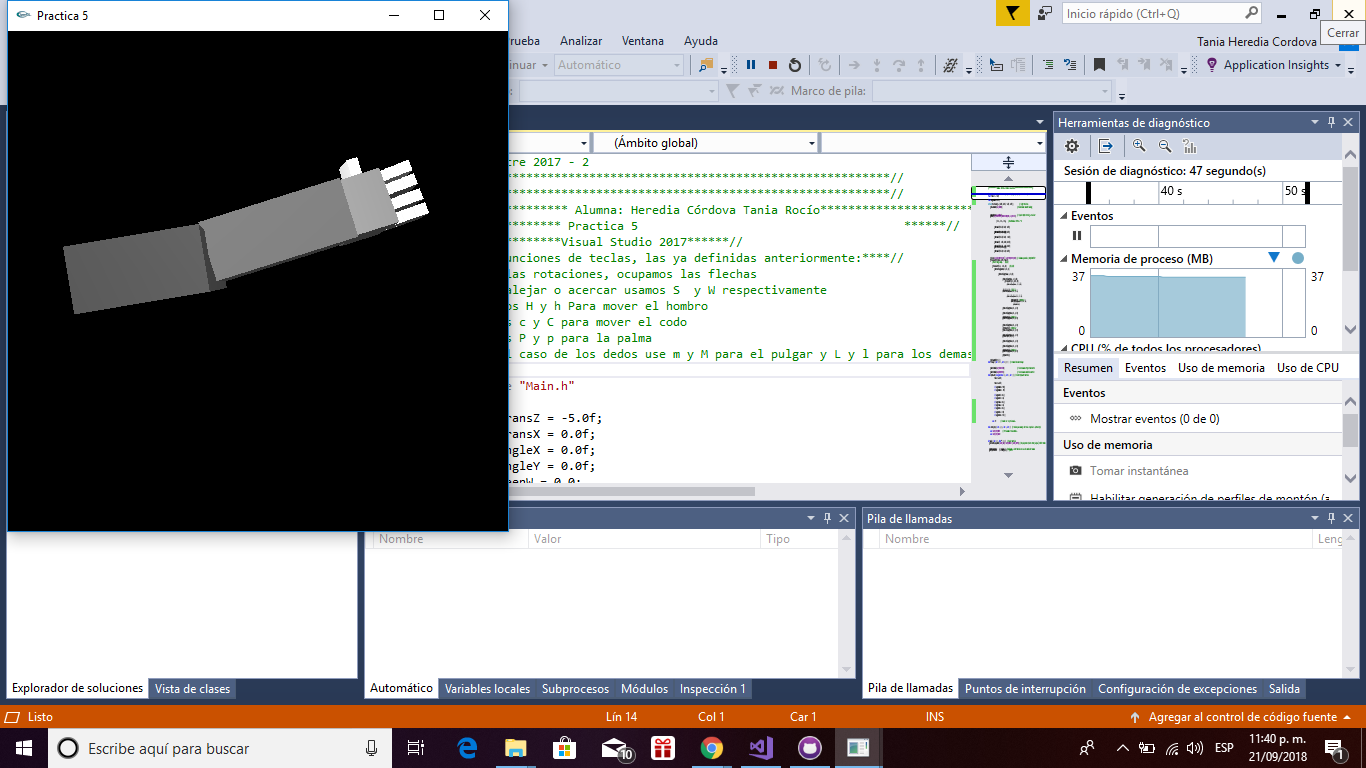 Practica 5
Inicio rápido (Ctrl+Q)
Cerrar
rueba Analizar Ventana Ayuda
Tania Heredia Cordova
nuar Automático Application Insights
Marco de pila:
(Ámbito global)
tre 2017 - 2
**************************************************//
**************************************************//
********* Alumna: Heredia Córdova Tania Rocío********************
******** Practica 5 ******//
********Visual Studio 2017******//
unciones de teclas, las ya definidas anteriormente:****//
las rotaciones, ocupamos las flechas
alejar o acercar usamos S y W respectivamente
os H y h Para mover el hombro
s c y C para mover el codo
s P y p para la palma
l caso de los dedos use m y M para el pulgar y L y l para los demas
e "Main.h"
ransZ = -5.0f;
ransX = 0.0f;
ngleX = 0.0f;
ngleY = 0.0f;
eenW = 0.0;
Herramientas de diagnóstico
Sesión de diagnóstico: 47 segundo(s)
40 s 50 s
Eventos
Memoria de proceso (MB)
37 37
0 0
CPU (% de todos los procesadores)
Resumen Eventos Uso de memoria Uso de CPU
Eventos
Mostrar eventos (0 de 0)
Uso de memoria
Tomar instantánea
Habilitar generación de perfiles de montón (a
Nombre Valor Tipo
Pila de llamadas
Nombre Leng
Explorador de soluciones Vista de clases
Automático Variables locales Subprocesos Módulos Inspección 1
Pila de llamadas Puntos de interrupción Configuración de excepciones Salida
Listo Lín 14 Col 1 Car 1 INS Agregar al control de código fuente
Escribe aquí para buscar
10
ESP
11:40 p. m.
21/09/2018
1